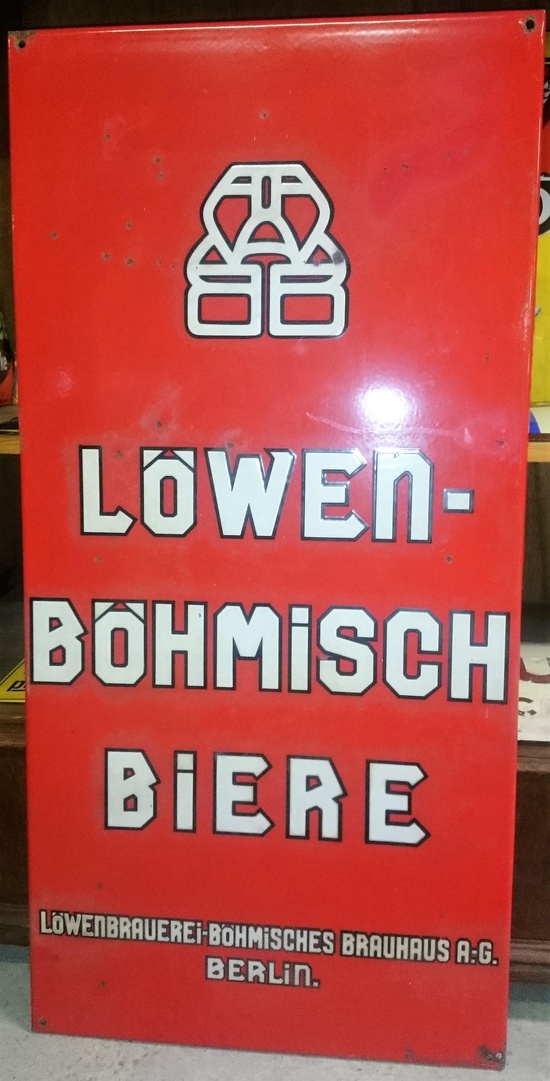 LÖWEN-
BÖHMISCH
BIERE
LÖWENBRAUEREI-BÖHMISCHES BRAUHAUS A.-G.
BERLIN.